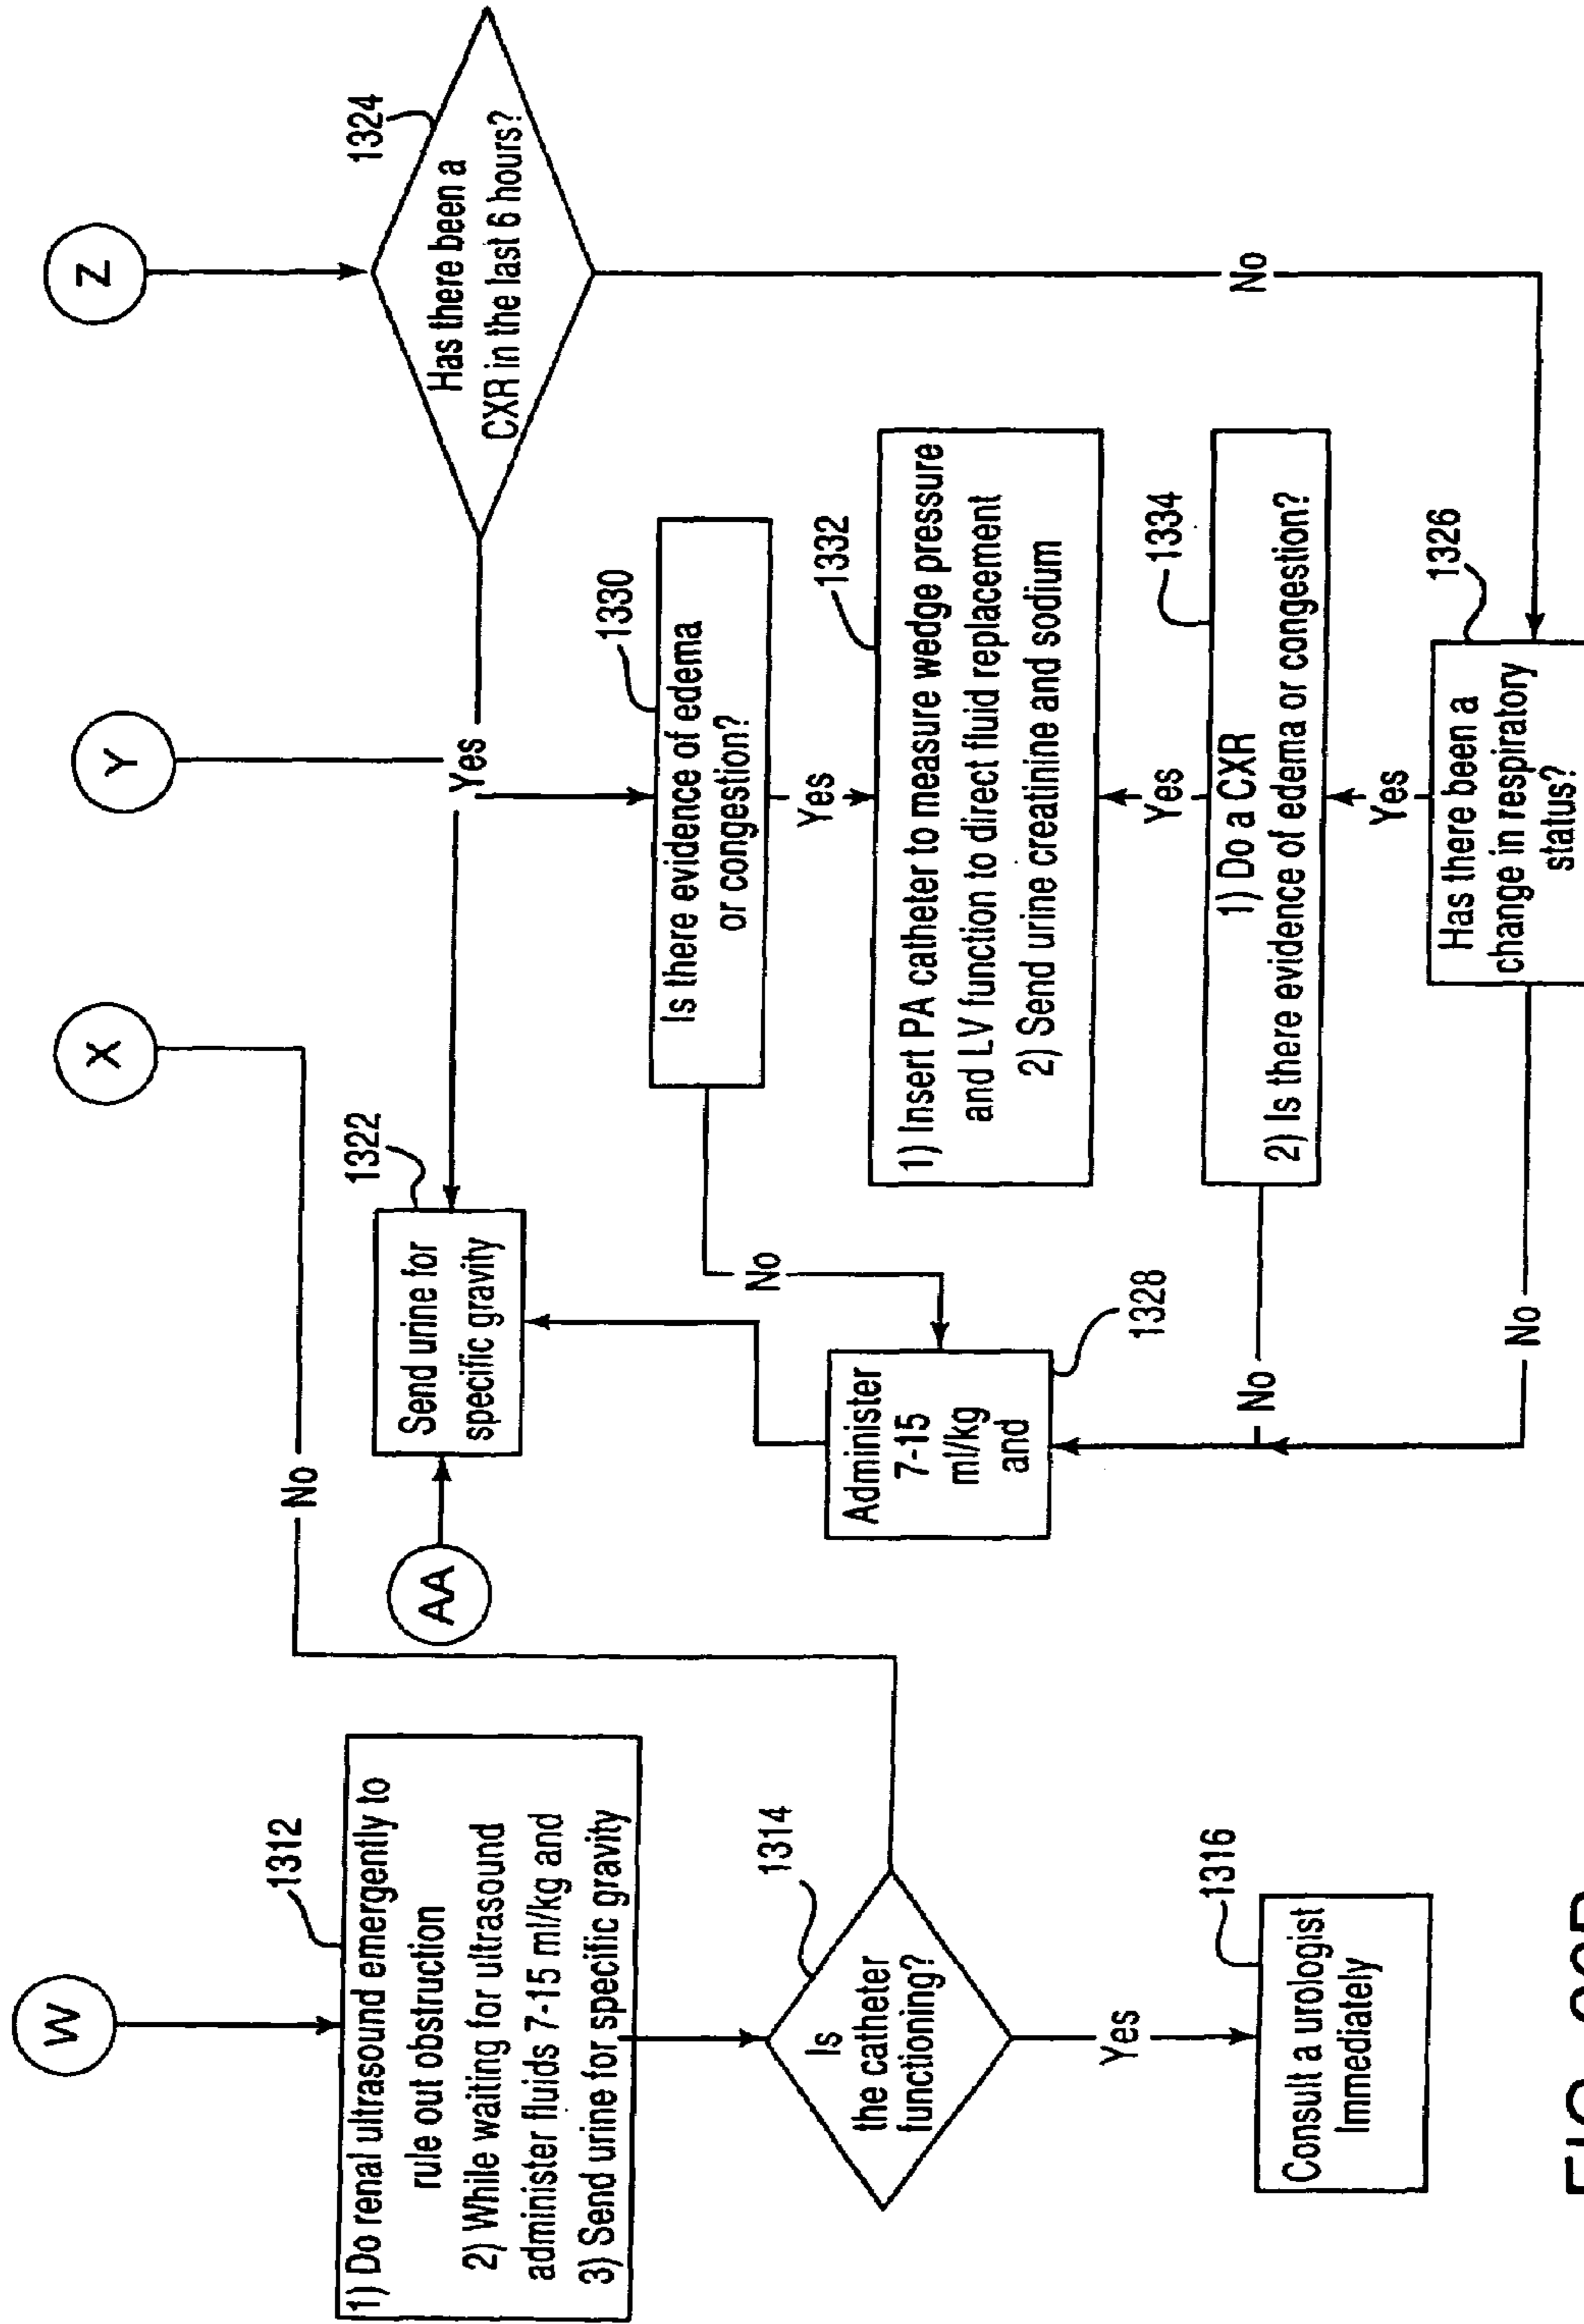 W
1312
1) Do renal ultrasound emergently to
rule out obstruction
2) While waiting for ultrasound
administer fluids 7-15 ml/kg and
3) Send urine for specific gravity
1314
Is
the catheter
functioning?
Yes
1316
Consult a urologist
Immediately
No
X
AA
1322
Send urine for
specific gravity
Y
Z
1324
Has there been a
CXR in the last 6 hours?
Yes
No
1330
Is there evidence of edema
or congestion?
Yes
No
1332
1) Insert PA catheter to measure wedge pressure
and LV function to direct fluid replacement
2) Send urine creatinine and sodium
1328
Administer
7-15
ml/kg
and
Yes
1334
1) Do a CXR
2) Is there evidence of edema or congestion?
No
Yes
1326
Has there been a
change in respiratory
status?
No